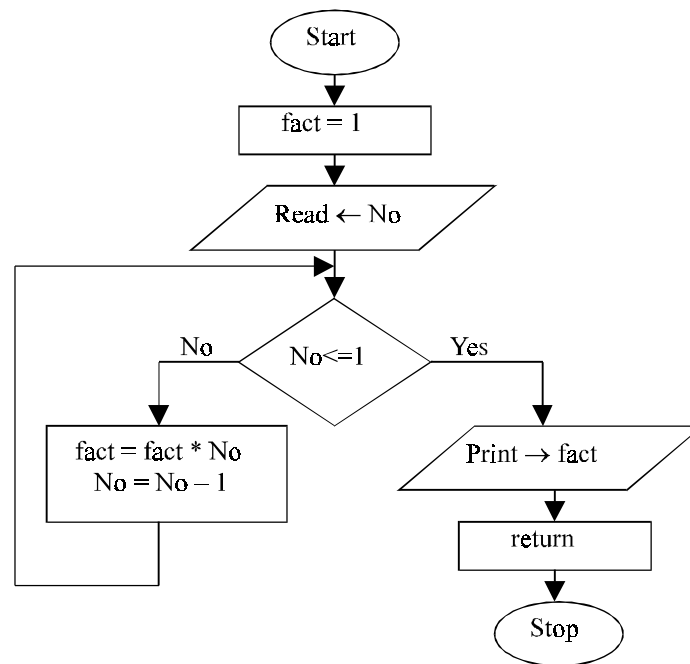 Start
fact = 1
Read ← No
No<=1
No
Yes
fact = fact * No
No = No – 1
Print → fact
return
Stop